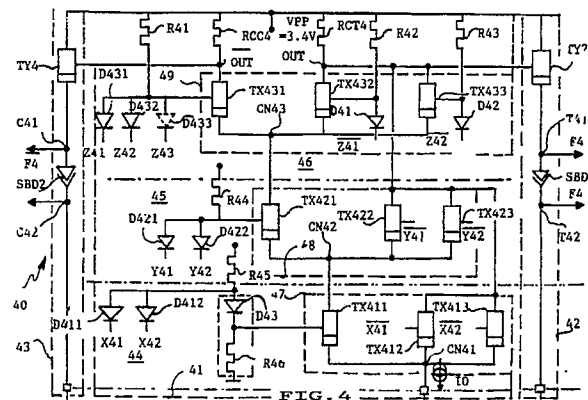 R41 RCC4 VPP =3.4V RCT4 R42 R43
TY4 OUT OUT
D431 49 TX431 TX432 TX433
D432 D433 D41 D42
C41 CN43 T41
F4 Z41 Z42 Z43 Z41 Z42 F4
SBD2 46 SBD
45 R44 TX421 TX422 TX423
C42 D421 D422 CN42 Y41 Y42 T42
Y41 Y42 48
40 R45
D412 47 TX411 TX413
D411 D43 X41 X42
X41 X42 TX412 CN41
43 44 R46 42
41 I0
FIG.4